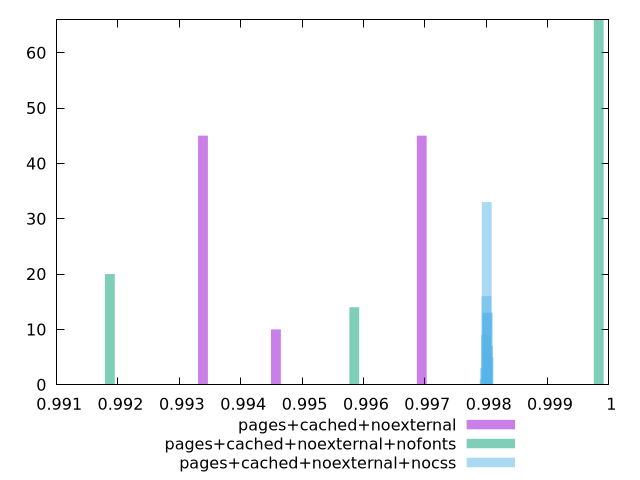 60
50
40
30
20
10
0
0.991 0.992 0.993 0.994 0.995 0.996 0.997 0.998 0.999 1
pages+cached+noexternal
pages+cached+noexternal+nofonts
pages+cached+noexternal+nocss